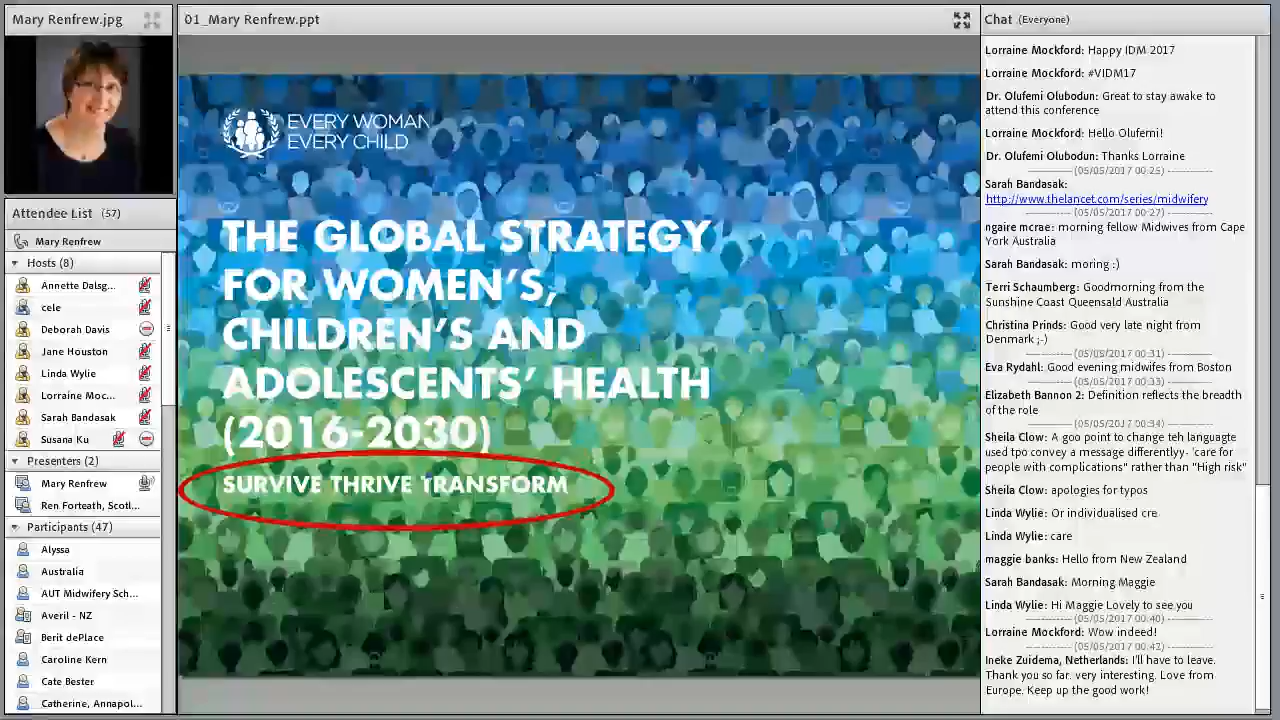 Mary Renfrew.jpg
Attendee List (57)
Mary Renfrew
Hosts (8)
Annette Dalsg...
cele
Deborah Davis
Jane Houston
Linda Wylie
Lorraine Moc...
Sarah Bandasak
Susana Ku
Presenters (2)
Mary Renfrew
Ren Forteath, Scotl...
Participants (47)
Alyssa
Australia
AUT Midwifery Sch...
Averil - NZ
Berit dePlace
Caroline Kern
Cate Bester
Catherine, Annapol...
01_Mary Renfrew.ppt
EVERY WOMAN
EVERY CHILD
THE GLOBAL STRATEGY
FOR WOMEN'S,
CHILDREN'S AND
ADOLESCENTS' HEALTH
(2016-2030)
SURVIVE THRIVE TRANSFORM
Chat (Everyone)
Lorraine Mockford: Happy IDM 2017
Lorraine Mockford: #VIDM17
Dr. Olufemi Olubodun: Great to stay awake to
attend this conference
Lorraine Mockford: Hello Olufemi!
Dr. Olufemi Olubodun: Thanks Lorraine
(05/05/2017 00:25)
Sarah Bandasak:
http://www.thelancet.com/series/midwifery
(05/05/2017 00:27)
ngaire mcrae: morning fellow Midwives from Cape
York Australia
Sarah Bandasak: moring :)
Terri Schaumberg: Goodmorning from the
Sunshine Coast Queensald Australia
Christina Prinds: Good very late night from
Denmark ;-)
(05/05/2017 00:31)
Eva Rydahl: Good evening midwifes from Boston
(05/05/2017 00:33)
Elizabeth Bannon 2: Definition reflects the breadth
of the role
(05/05/2017 00:34)
Sheila Clow: A goo point to change teh languagte
used tpo convey a message differentlyy- 'care for
people with complications" rather than "High risk"
Sheila Clow: apologies for typos
Linda Wylie: Or individualised cre
Linda Wylie: care
maggie banks: Hello from New Zealand
Sarah Bandasak: Morning Maggie
Linda Wylie: Hi Maggie Lovely to see you
(05/05/2017 00:40)
Lorraine Mockford: Wow indeed!
(05/05/2017 00:42)
Ineke Zuidema, Netherlands: I'll have to leave.
Thank you so far. very interesting. Love from
Europe. Keep up the good work!